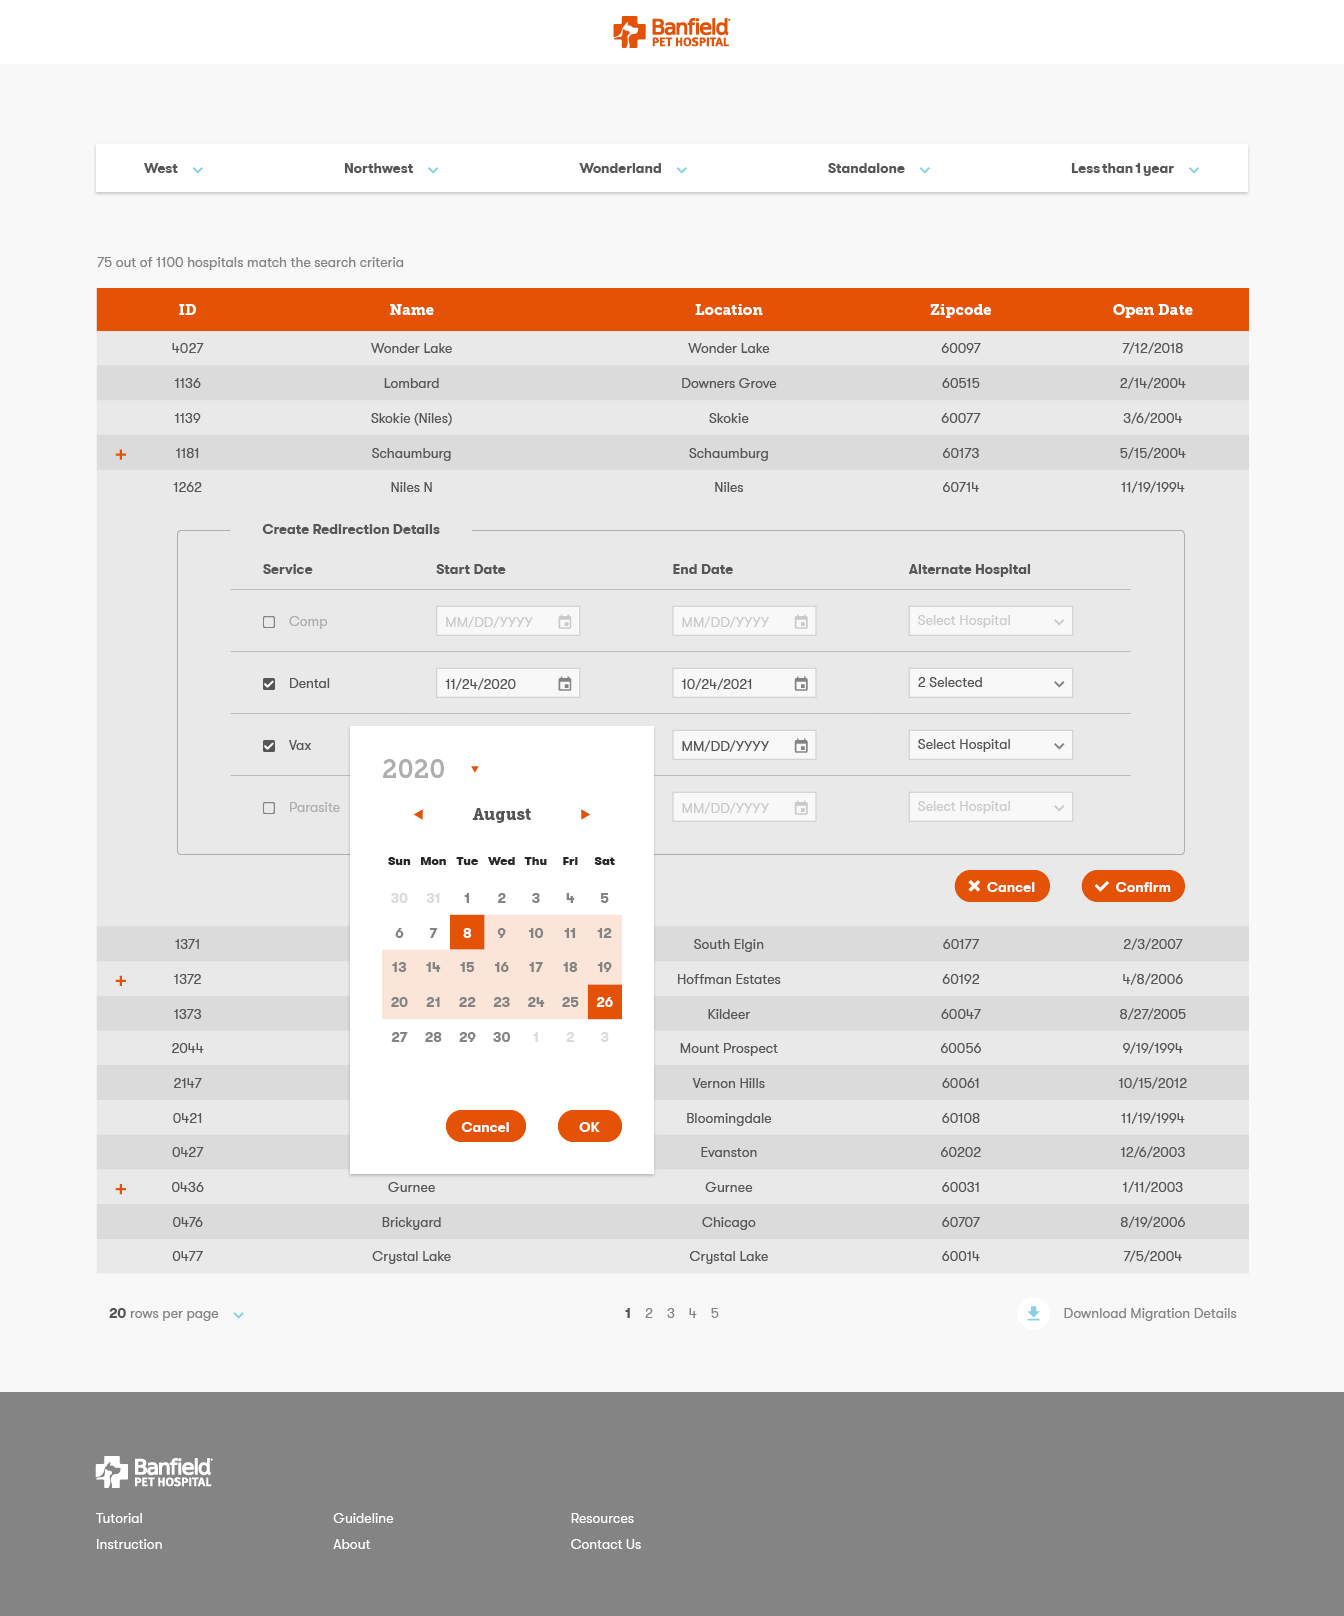 Banfield
PET HOSPITAL
West Northwest Wonderland Standalone Less than 1 year
75 out of 1100 hospitals match the search criteria
ID Name Location Zipcode Open Date
4027 Wonder Lake Wonder Lake 60097 7/12/2018
1136 Lombard Downers Grove 60515 2/14/2004
1139 Skokie (Niles) Skokie 60077 3/6/2004
+ 1181 Schaumburg Schaumburg 60173 5/15/2004
1262 Niles N Niles 60714 11/19/1994
Create Redirection Details
Service Start Date End Date Alternate Hospital
Comp MM/DD/YYYY MM/DD/YYYY Select Hospital
Dental 11/24/2020 10/24/2021 2 Selected
Vax MM/DD/YYYY Select Hospital
Parasite MM/DD/YYYY Select Hospital
Cancel Confirm
2020
August
Sun Mon Tue Wed Thu Fri Sat
30 31 1 2 3 4 5
6 7 8 9 10 11 12
13 14 15 16 17 18 19
20 21 22 23 24 25 26
27 28 29 30 1 2 3
Cancel OK
1371 South Elgin 60177 2/3/2007
+ 1372 Hoffman Estates 60192 4/8/2006
1373 Kildeer 60047 8/27/2005
2044 Mount Prospect 60056 9/19/1994
2147 Vernon Hills 60061 10/15/2012
0421 Bloomingdale 60108 11/19/1994
0427 Evanston 60202 12/6/2003
+ 0436 Gurnee Gurnee 60031 1/11/2003
0476 Brickyard Chicago 60707 8/19/2006
0477 Crystal Lake Crystal Lake 60014 7/5/2004
20 rows per page 1 2 3 4 5 Download Migration Details
Banfield
PET HOSPITAL
Tutorial Guideline Resources
Instruction About Contact Us